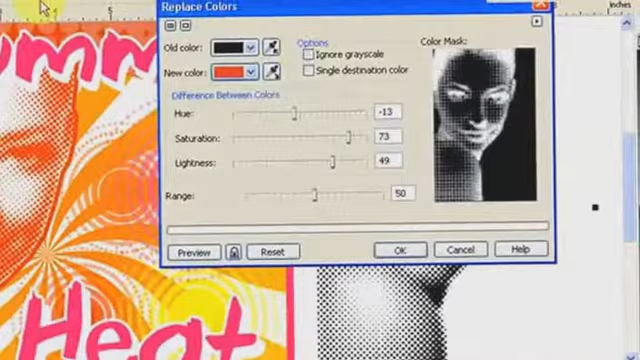 Replace Colors
inches
Old color:
Options
Color Mask:
Ignore grayscale
New color:
Single destination color
Difference Between Colors
Hue:
-13
Saturation:
73
Lightness:
49
Range:
50
Preview
Reset
OK
Cancel
Help
Heat